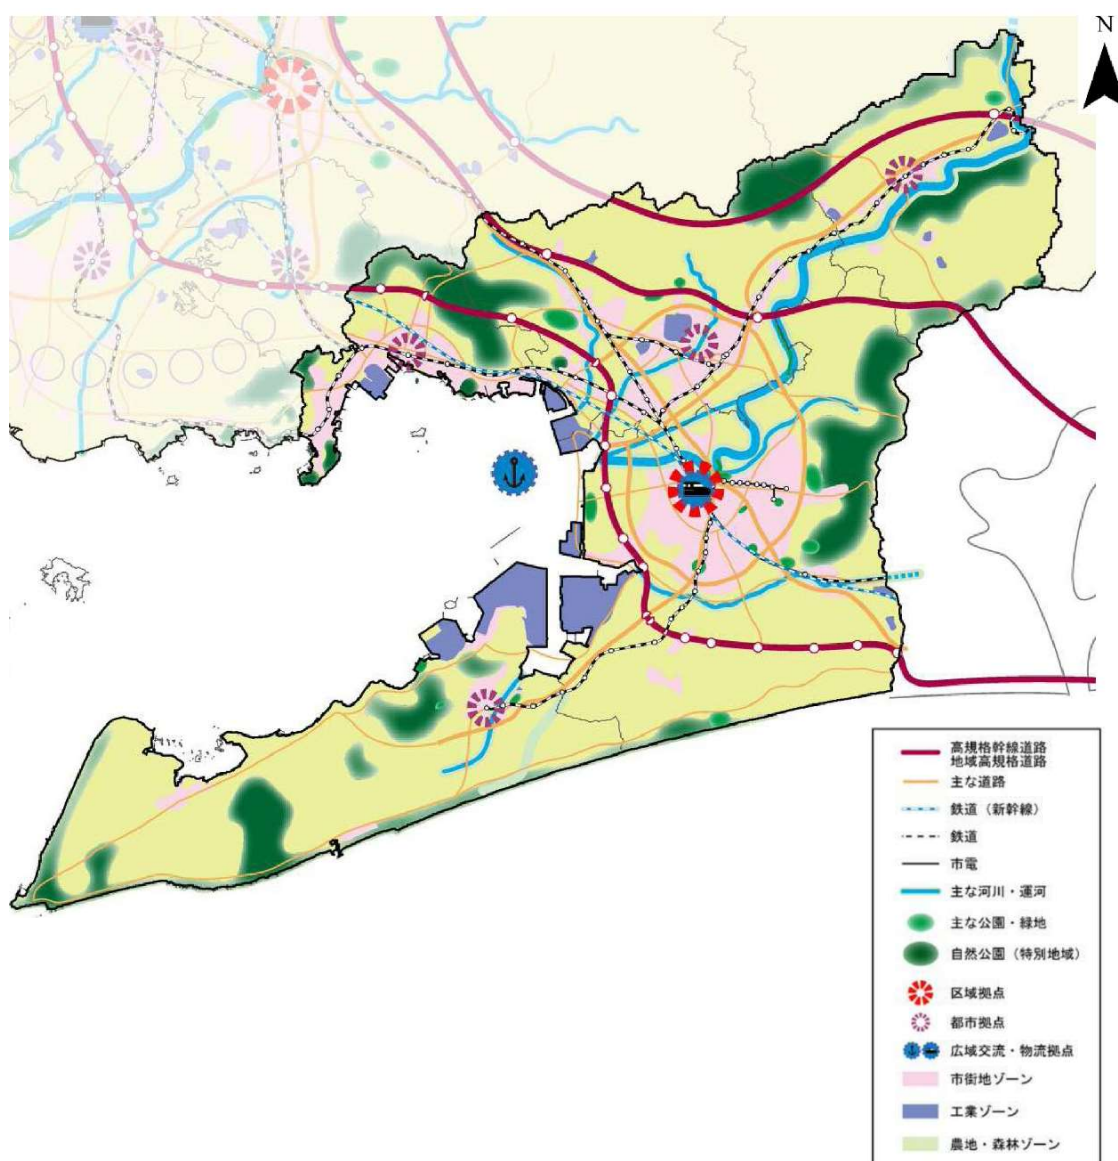 N
高規格幹線道路
地域高規格道路
主な道路
鉄道（新幹線）
鉄道
市電
主な河川・運河
主な公園・緑地
自然公園（特別地域）
区域拠点
都市拠点
広域交流・物流拠点
市街地ゾーン
工業ゾーン
農地・森林ゾーン